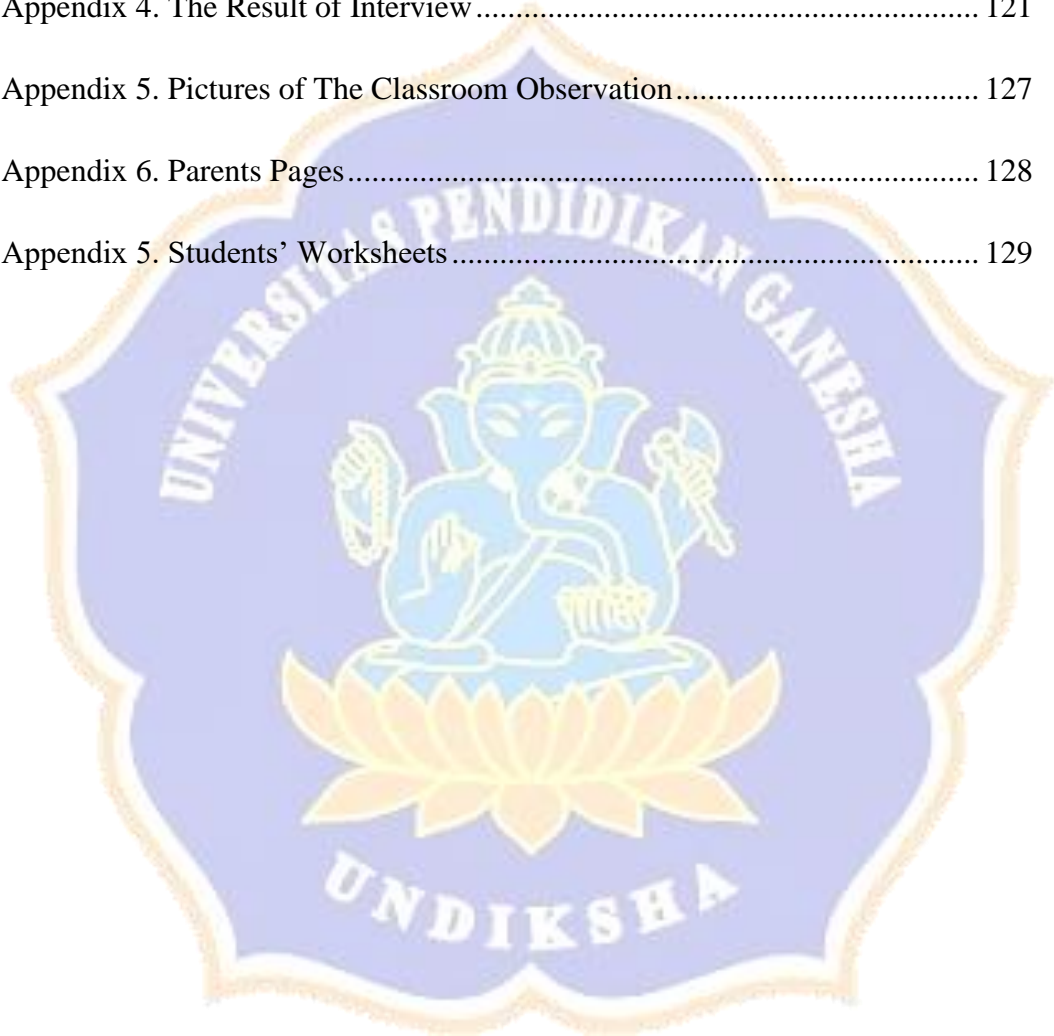 Appendix 4. The Result of Interview ............................................................... 121
Appendix 5. Pictures of The Classroom Observation ...................................... 127
Appendix 6. Parents Pages ............................................................................... 128
Appendix 5. Students’ Worksheets .................................................................. 129
UNIVERSITAS PENDIDIKAN GANESHA
UNDIKSHA